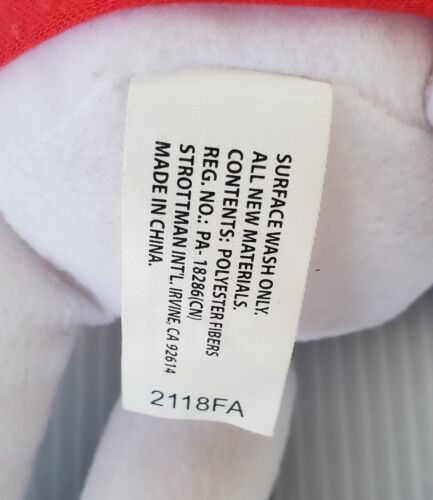 SURFACE WASH ONLY.
ALL NEW MATERIALS.
CONTENTS: POLYESTER FIBERS
REG. NO.: PA- 18286(CN)
STROTTMAN INT'L. IRVINE, CA 92614
MADE IN CHINA.
2118FA